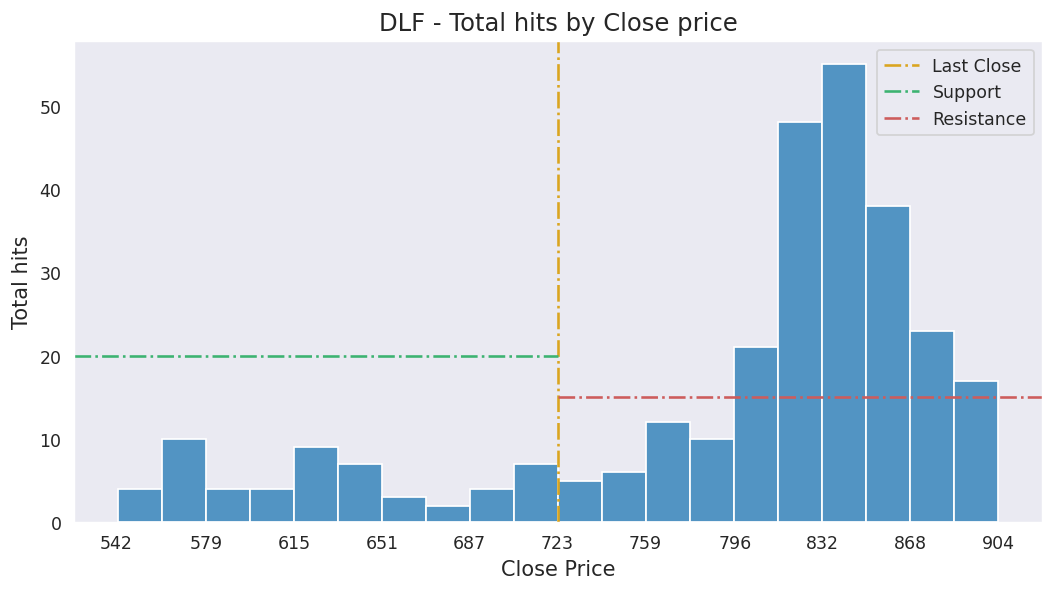 DLF - Total hits by Close price
Last Close
Support
Resistance
Total hits
50
40
30
20
10
0
542 579 615 651 687 723 759 796 832 868 904
Close Price